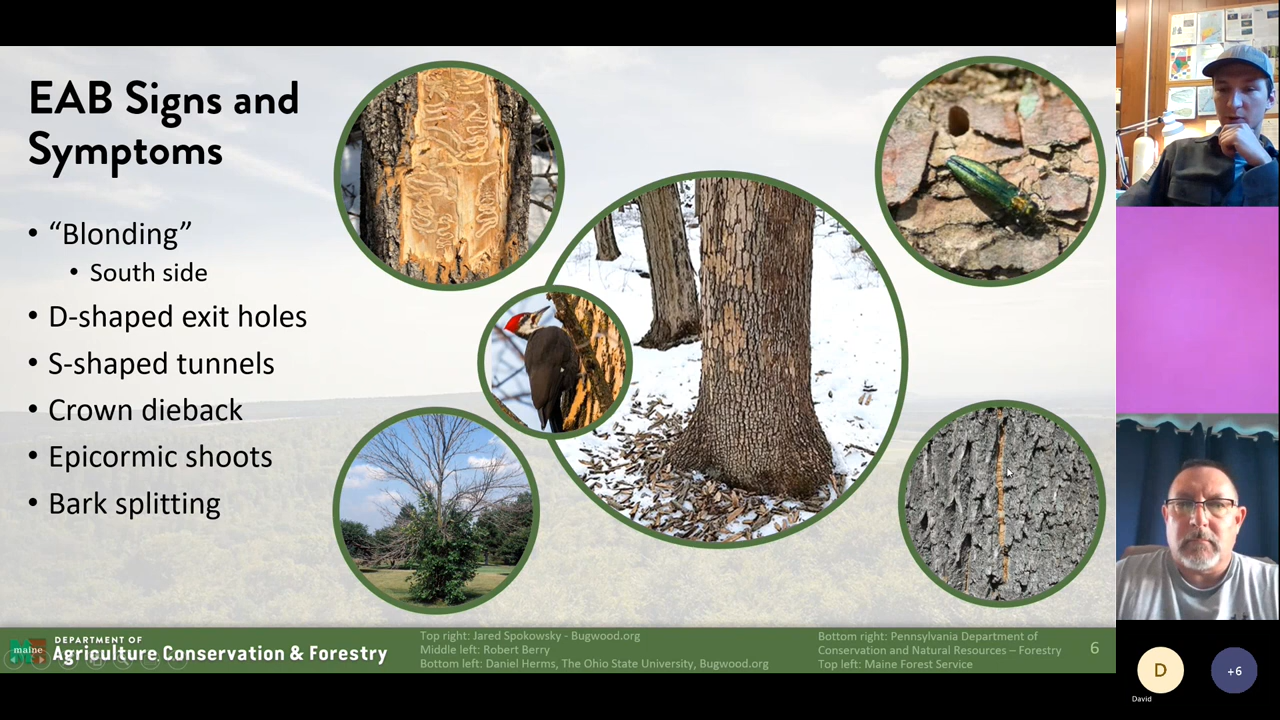 EAB Signs and
Symptoms
• “Blonding”
• South side
• D-shaped exit holes
• S-shaped tunnels
• Crown dieback
• Epicormic shoots
• Bark splitting
maine
DEPARTMENT OF
Agriculture Conservation & Forestry
Top right: Jared Spokowsky - Bugwood.org
Middle left: Robert Berry
Bottom left: Daniel Herms, The Ohio State University, Bugwood.org
Bottom right: Pennsylvania Department of
Conservation and Natural Resources – Forestry
Top left: Maine Forest Service
6
D
David
+6